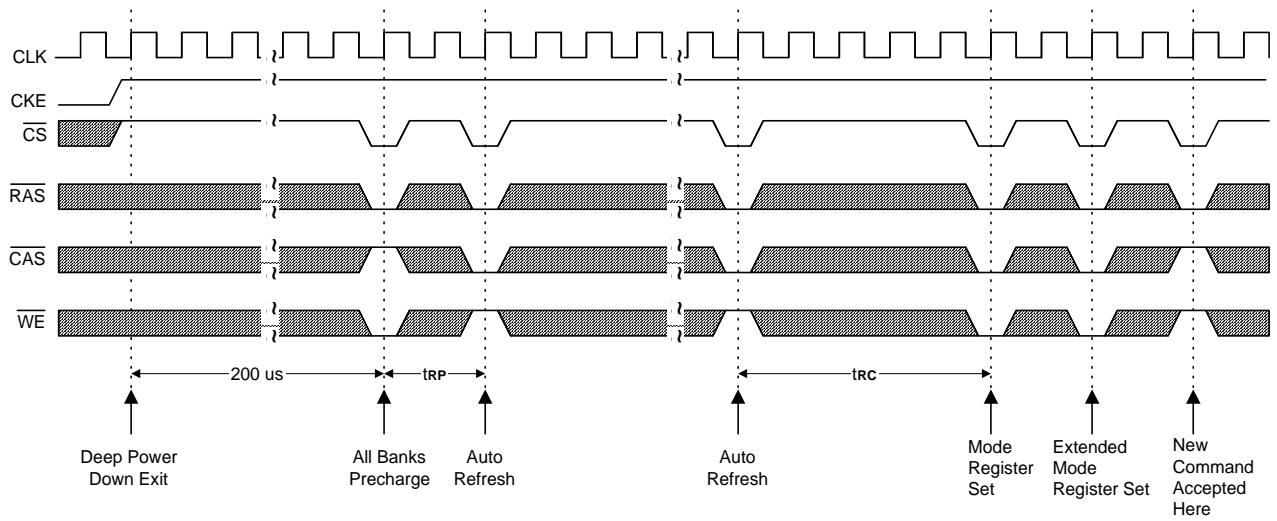 CLK
CKE
CS
RAS
CAS
WE
200 us
tRP
tRC
Deep Power
Down Exit
All Banks
Precharge
Auto
Refresh
Auto
Refresh
Mode
Register
Set
Extended
Mode
Register Set
New
Command
Accepted
Here